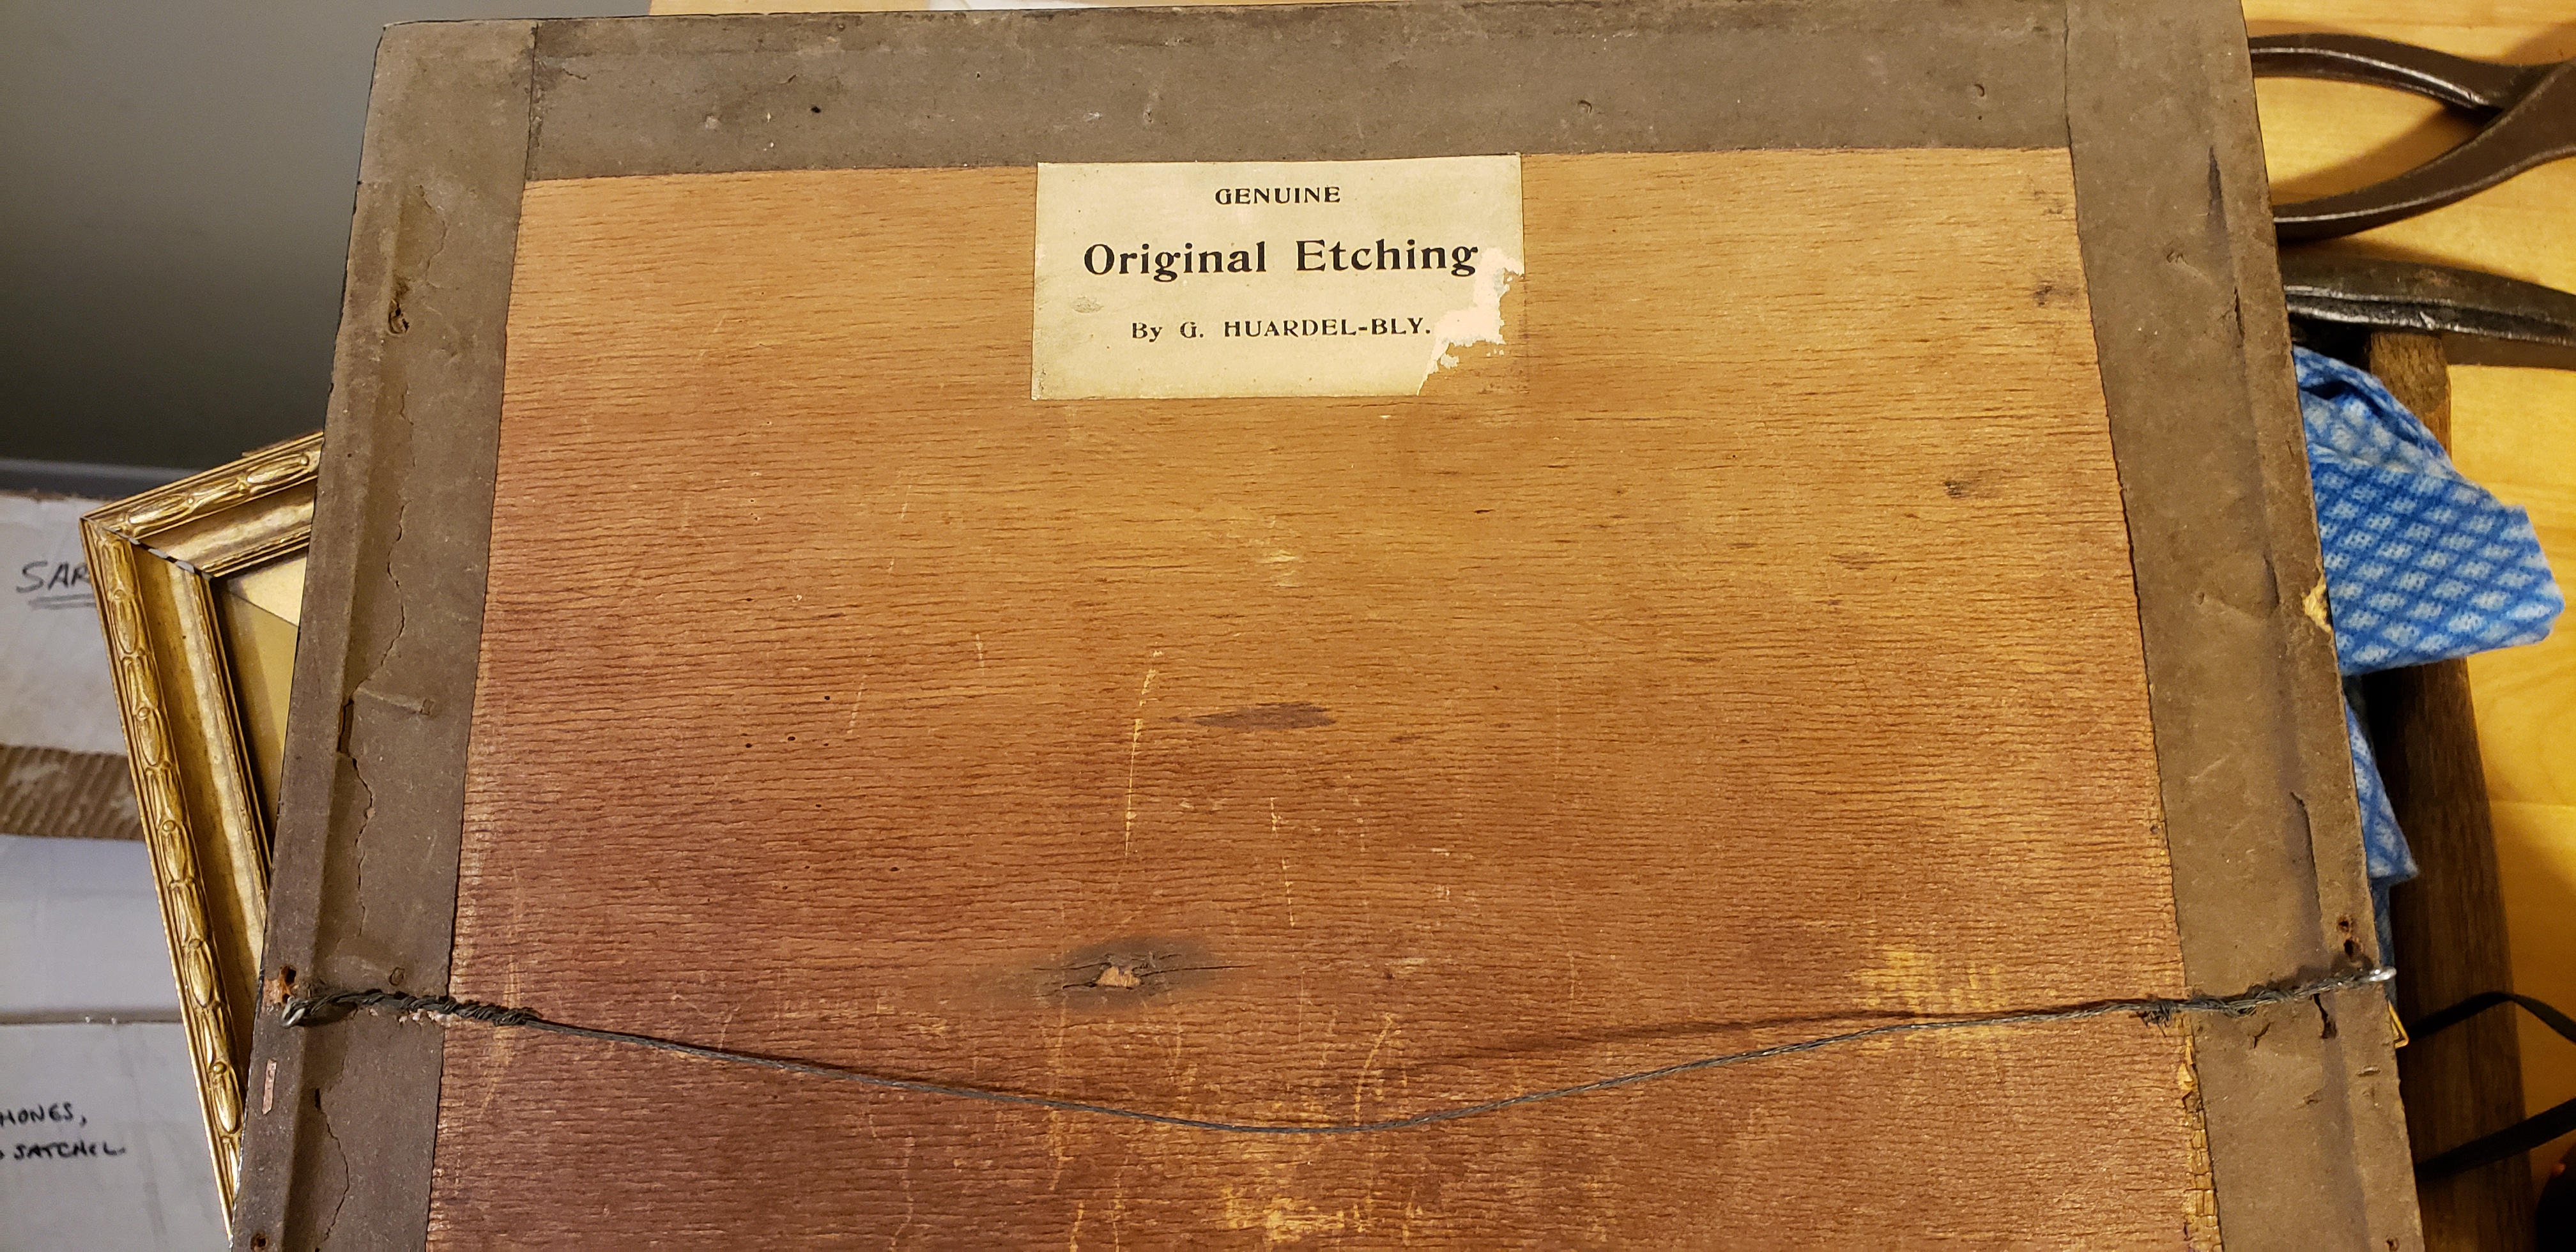 GENUINE
Original Etching
By G. HUARDEL-BLY.
SAR
HONES,
SATCHEL